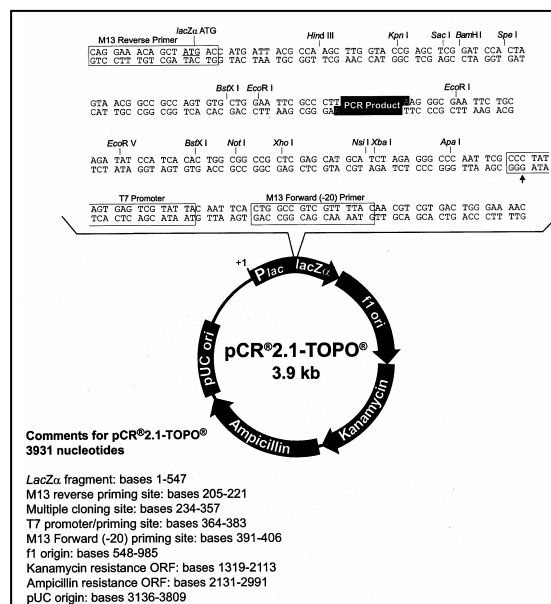 lacZα ATG
M13 Reverse Primer
Hind III Kpn I Sac I BamH I Spe I
CAG GAA ACA GCT ATG ACC ATG ATT ACG CCA AGC TTG GTA CCG AGC TCG GAT CCA CTA
GTC CTT TGT CGA TAC TGG TAC TAA TGC GGT TCG AAC CAT GGC TCG AGC CTA GGT GAT
BstX I EcoR I EcoR I
GTA ACG GCC GCC AGT GTG CTG GAA TTC GCC CTT PCR Product AAG GGC GAA TTC TGC
CAT TGC CGG CGG TCA CAC GAC CTT AAG CGG GAA TTC CCG CTT AAG ACG
EcoR V BstX I Not I Xho I Nsi I Xba I Apa I
AGA TAT CCA TCA CAC TGG CGG CCG CTC GAG CAT GCA TCT AGA GGG CCC AAT TCG CCC TAT
TCT ATA GGT AGT GTG ACC GCC GGC GAG CTC GTA CGT AGA TCT CCC GGG TTA AGC GGG ATA
T7 Promoter M13 Forward (-20) Primer
AGT GAG TCG TAT TAC AAT TCA CTG GCC GTC GTT TTA CAA CGT CGT GAC TGG GAA AAC
TCA CTC AGC ATA ATG TTA AGT GAC CGG CAG CAA AAT GTT GCA GCA CTG ACC CTT TTG
+1
Plac lacZα
f1 ori
Kanamycin
Ampicillin
pUC ori
pCR®2.1-TOPO®
3.9 kb
Comments for pCR®2.1-TOPO®
3931 nucleotides
LacZα fragment: bases 1-547
M13 reverse priming site: bases 205-221
Multiple cloning site: bases 234-357
T7 promoter/priming site: bases 364-383
M13 Forward (-20) priming site: bases 391-406
f1 origin: bases 548-985
Kanamycin resistance ORF: bases 1319-2113
Ampicillin resistance ORF: bases 2131-2991
pUC origin: bases 3136-3809